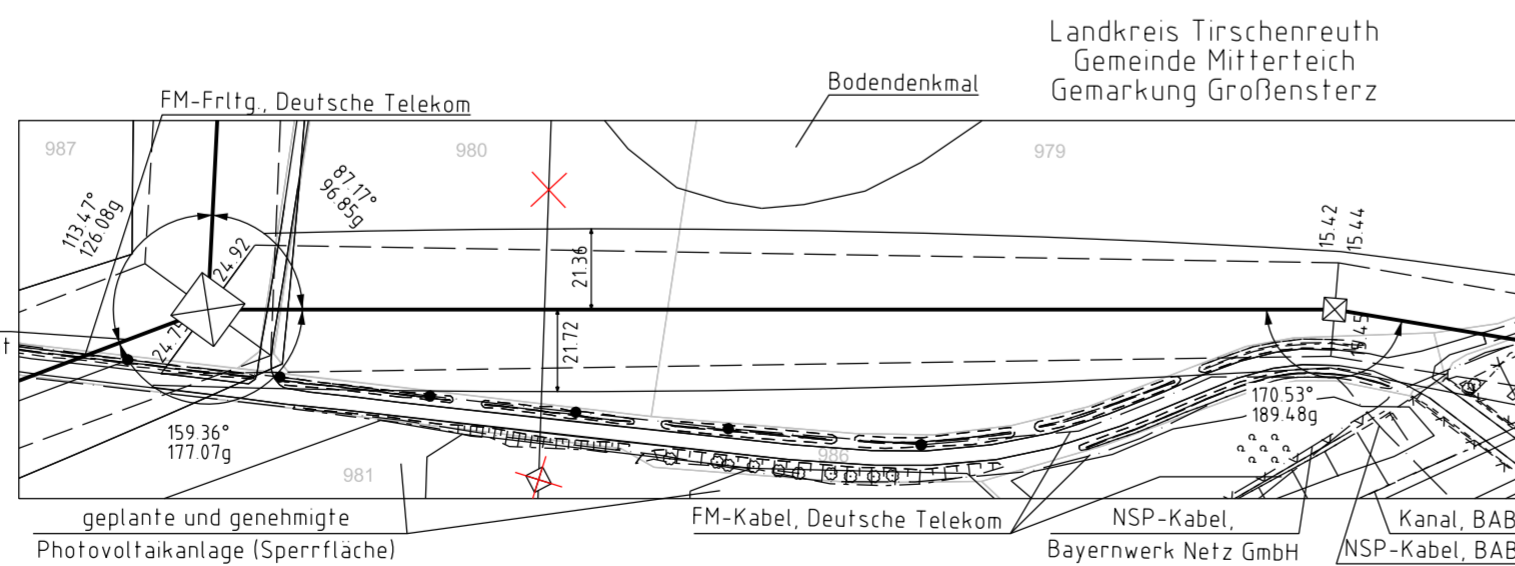 Landkreis Tirschenreuth
Gemeinde Mitterteich
Gemarkung Großensterz
Bodendenkmal
FM-Frltg., Deutsche Telekom
987
980
979
113.47°
126.08g
87.17°
96.85g
24.92
21.36
15.42
15.44
24.75
21.72
t
159.36°
177.07g
170.53°
189.48g
981
986
geplante und genehmigte
Photovoltaikanlage (Sperrfläche)
FM-Kabel, Deutsche Telekom
NSP-Kabel,
Bayernwerk Netz GmbH
Kanal, BAB
NSP-Kabel, BAB